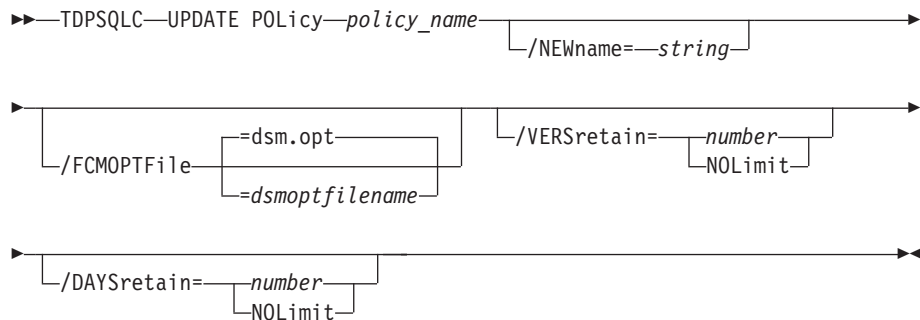 TDPSQLC UPDATE POLicy policy_name
/NEWname= string
=dsm.opt
/FCMOPTFile
=dsmoptfilename
/VERSretain= number
NOLimit
/DAYSretain= number
NOLimit